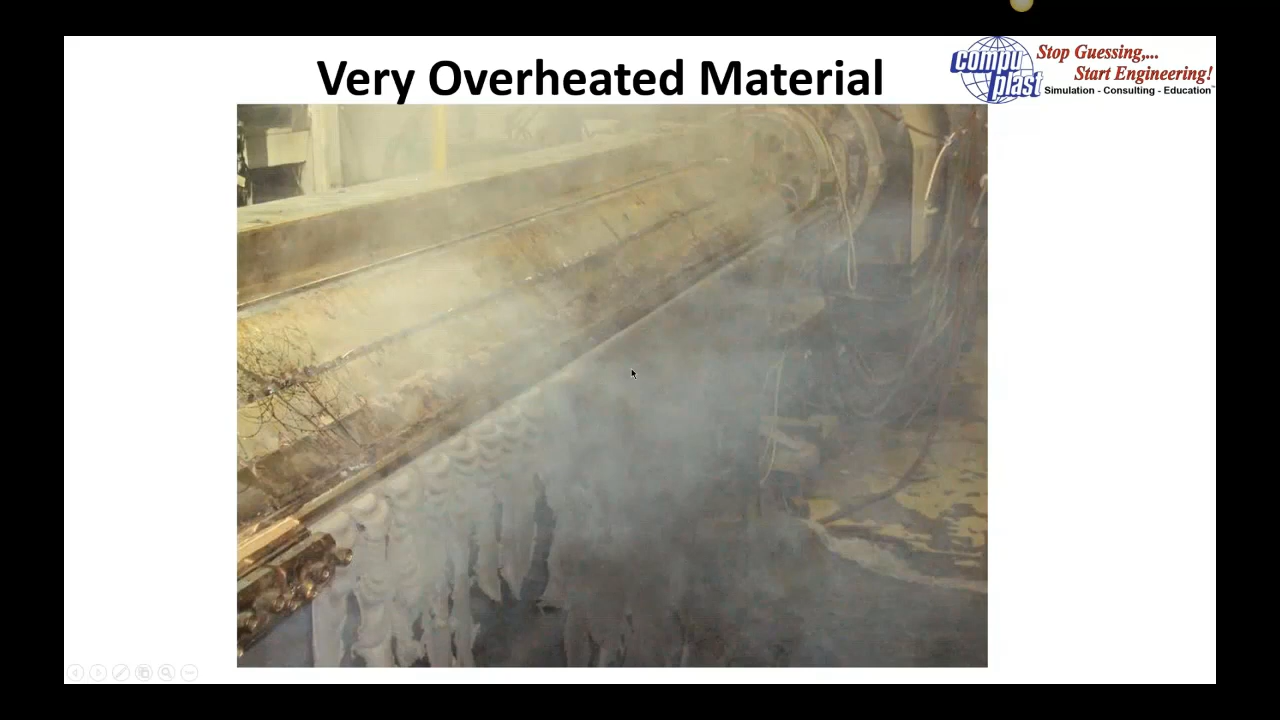 Very Overheated Material
compu
plast
Stop Guessing,...
Start Engineering!
Simulation - Consulting - Education